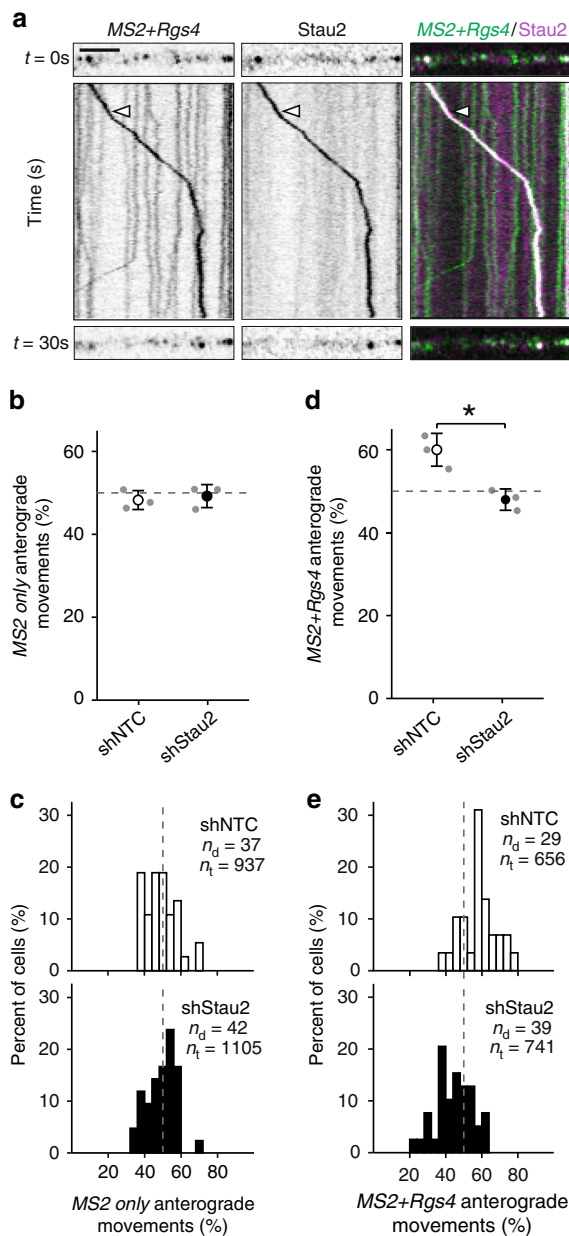 a
MS2+Rgs4
Stau2
MS2+Rgs4/Stau2
t = 0s
Time (s)
t = 30s
b
MS2 only anterograde
movements (%)
60
40
20
0
shNTC
shStau2
d
*
MS2+Rgs4 anterograde
movements (%)
60
40
20
0
shNTC
shStau2
c
Percent of cells (%)
30
20
10
0
shNTC
nd = 37
nt = 937
30
20
10
0
shStau2
nd = 42
nt = 1105
20 40 60 80
MS2 only anterograde
movements (%)
e
Percent of cells (%)
30
20
10
0
shNTC
nd = 29
nt = 656
30
20
10
0
shStau2
nd = 39
nt = 741
20 40 60 80
MS2+Rgs4 anterograde
movements (%)